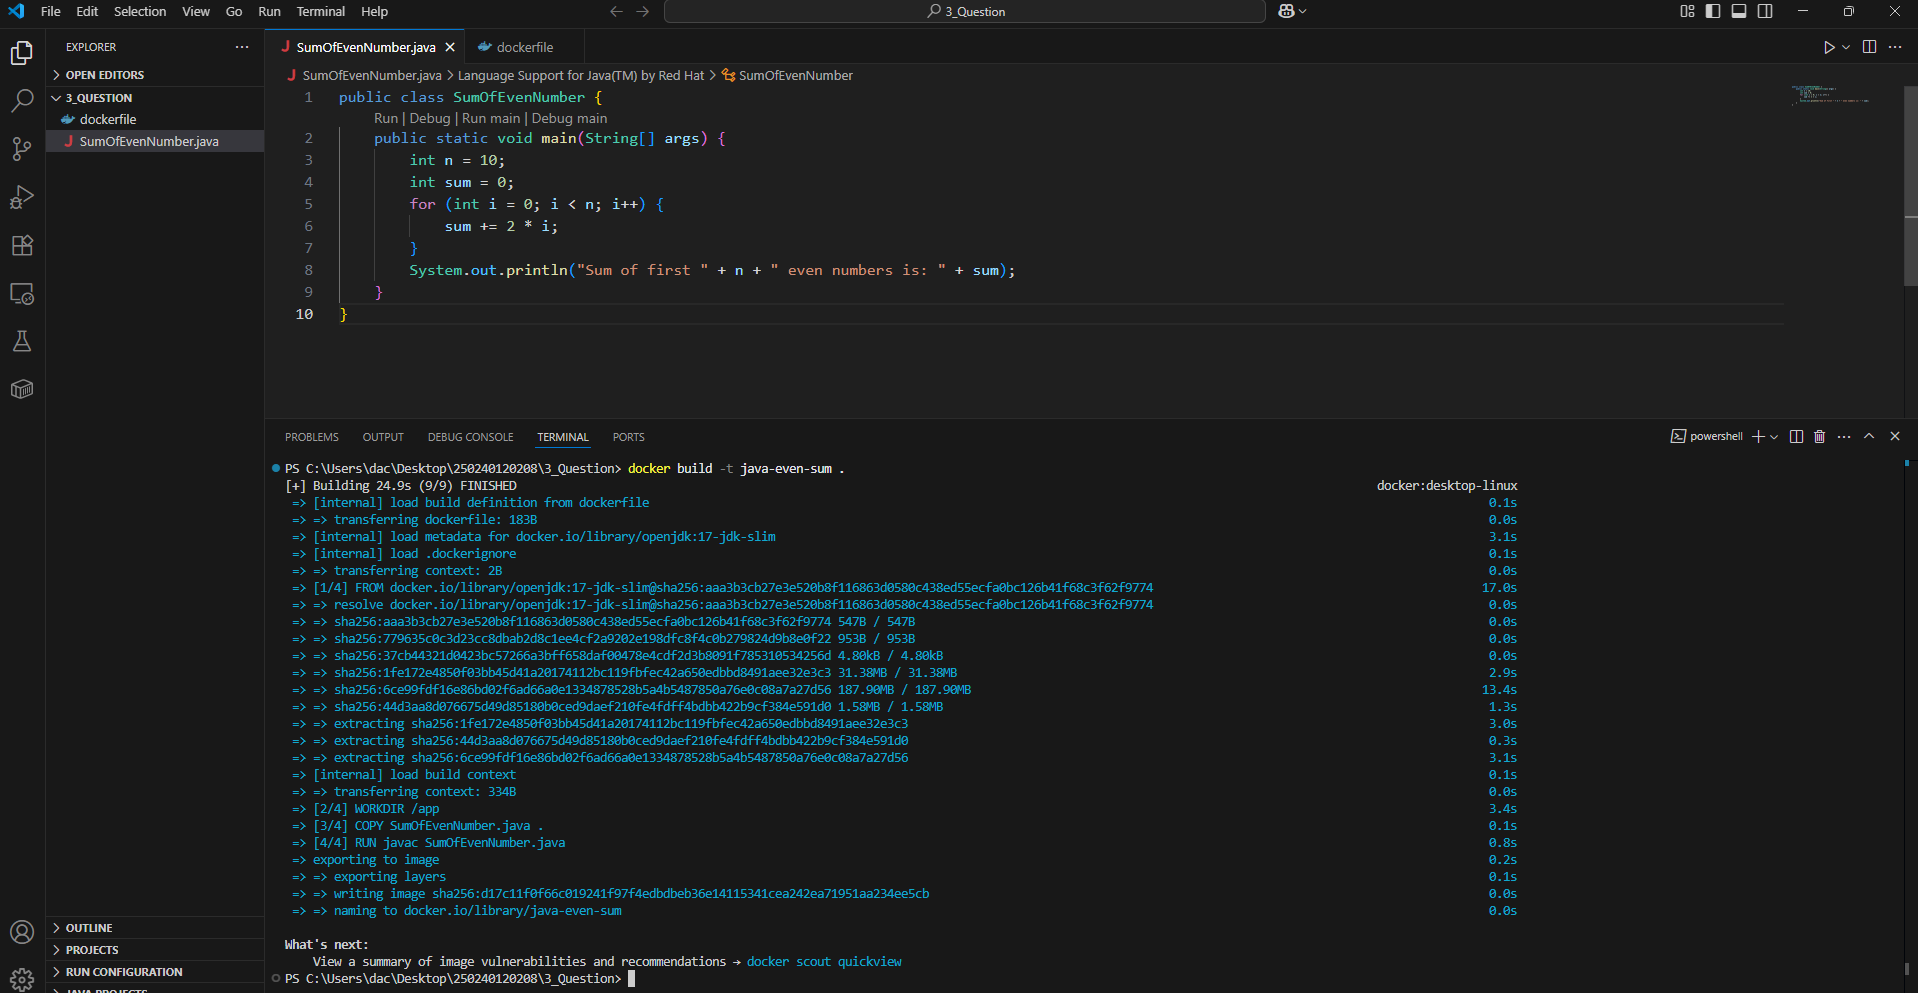 File Edit Selection View Go Run Terminal Help
3_Question
EXPLORER
OPEN EDITORS
3_QUESTION
dockerfile
SumOfEvenNumber.java
OUTLINE
PROJECTS
RUN CONFIGURATION
JAVA PROJECTS
SumOfEvenNumber.java dockerfile
SumOfEvenNumber.java > Language Support for Java(TM) by Red Hat > SumOfEvenNumber
1 public class SumOfEvenNumber {
Run | Debug | Run main | Debug main
2 public static void main(String[] args) {
3 int n = 10;
4 int sum = 0;
5 for (int i = 0; i < n; i++) {
6 sum += 2 * i;
7 }
8 System.out.println("Sum of first " + n + " even numbers is: " + sum);
9 }
10 }
PROBLEMS OUTPUT DEBUG CONSOLE TERMINAL PORTS
powershell
PS C:\Users\dac\Desktop\250240120208\3_Question> docker build -t java-even-sum .
[+] Building 24.9s (9/9) FINISHED docker:desktop-linux
=> [internal] load build definition from dockerfile 0.1s
=> => transferring dockerfile: 183B 0.0s
=> [internal] load metadata for docker.io/library/openjdk:17-jdk-slim 3.1s
=> [internal] load .dockerignore 0.1s
=> => transferring context: 2B 0.0s
=> [1/4] FROM docker.io/library/openjdk:17-jdk-slim@sha256:aaa3b3cb27e3e520b8f116863d0580c438ed55ecfa0bc126b41f68c3f62f9774 17.0s
=> => resolve docker.io/library/openjdk:17-jdk-slim@sha256:aaa3b3cb27e3e520b8f116863d0580c438ed55ecfa0bc126b41f68c3f62f9774 0.0s
=> => sha256:aaa3b3cb27e3e520b8f116863d0580c438ed55ecfa0bc126b41f68c3f62f9774 547B / 547B 0.0s
=> => sha256:779635c0c3d23cc8dbab2d8c1ee4cf2a9202e198dfc8f4c0b279824d9b8e0f22 953B / 953B 0.0s
=> => sha256:37cb44321d0423bc57266a3bff658daf00478e4cdf2d3b8091f785310534256d 4.80kB / 4.80kB 0.0s
=> => sha256:1fe172e4850f03bb45d41a20174112bc119fbfec42a650edbbd8491aee32e3c3 31.38MB / 31.38MB 2.9s
=> => sha256:6ce99fdf16e86bd02f6ad66a0e1334878528b5a4b5487850a76e0c08a7a27d56 187.90MB / 187.90MB 13.4s
=> => sha256:44d3aa8d076675d49d85180b0ced9daef210fe4fdff4bdbb422b9cf384e591d0 1.58MB / 1.58MB 1.3s
=> => extracting sha256:1fe172e4850f03bb45d41a20174112bc119fbfec42a650edbbd8491aee32e3c3 3.0s
=> => extracting sha256:44d3aa8d076675d49d85180b0ced9daef210fe4fdff4bdbb422b9cf384e591d0 0.3s
=> => extracting sha256:6ce99fdf16e86bd02f6ad66a0e1334878528b5a4b5487850a76e0c08a7a27d56 3.1s
=> [internal] load build context 0.1s
=> => transferring context: 334B 0.0s
=> [2/4] WORKDIR /app 3.4s
=> [3/4] COPY SumOfEvenNumber.java . 0.1s
=> [4/4] RUN javac SumOfEvenNumber.java 0.8s
=> exporting to image 0.2s
=> => exporting layers 0.1s
=> => writing image sha256:d17c11f0f66c019241f97f4edbdbeb36e14115341cea242ea71951aa234ee5cb 0.0s
=> => naming to docker.io/library/java-even-sum 0.0s
What's next:
View a summary of image vulnerabilities and recommendations → docker scout quickview
PS C:\Users\dac\Desktop\250240120208\3_Question>